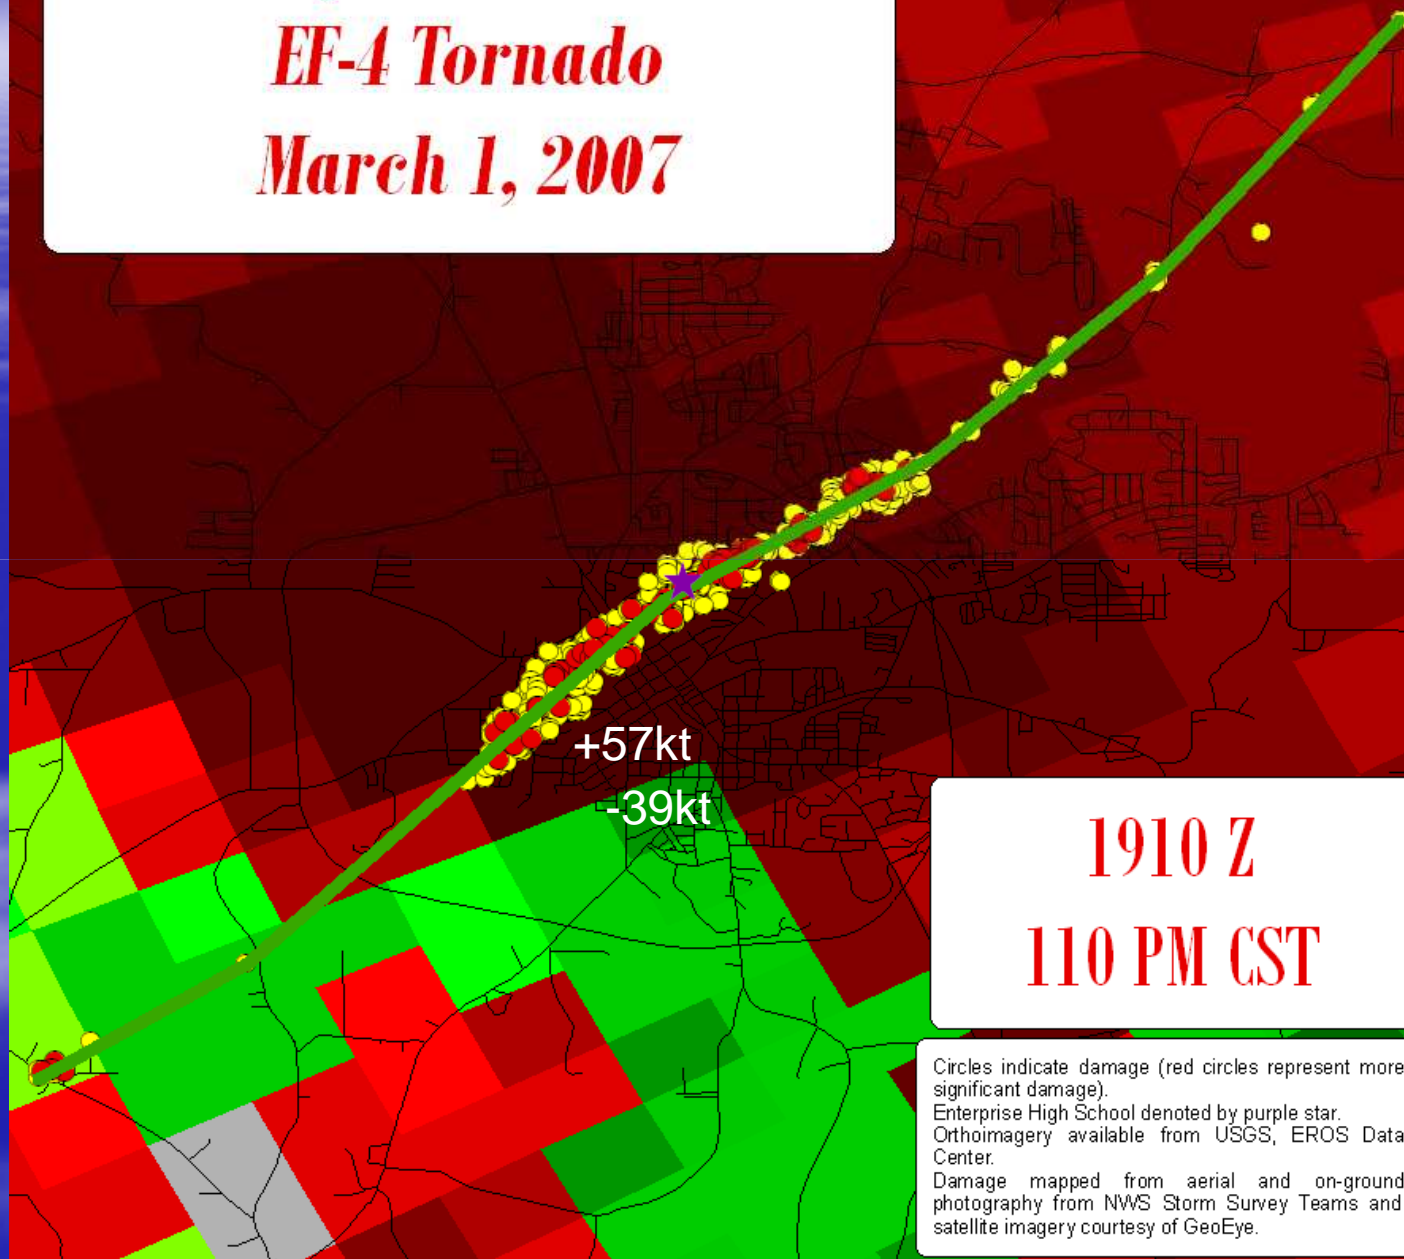 EF-4 Tornado
March 1, 2007
+57kt
-39kt
1910 Z
110 PM CST
Circles indicate damage (red circles represent more
significant damage).
Enterprise High School denoted by purple star.
Orthoimagery available from USGS, EROS Data
Center.
Damage mapped from aerial and on-ground
photography from NWS Storm Survey Teams and
satellite imagery courtesy of GeoEye.